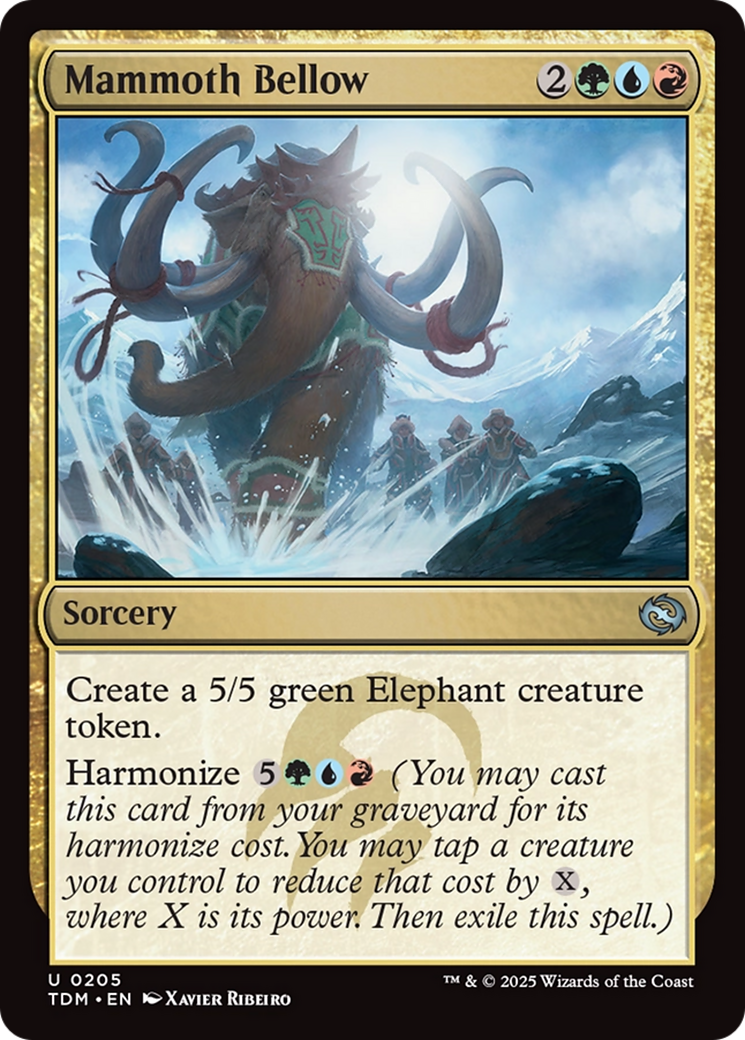 Mammoth Bellow 2
Sorcery
Create a 5/5 green Elephant creature
token.
Harmonize 5 (You may cast
this card from your graveyard for its
harmonize cost. You may tap a creature
you control to reduce that cost by X,
where X is its power. Then exile this spell.)
U 0205 ™ & © 2025 Wizards of the Coast
TDM • EN Xavier Ribeiro